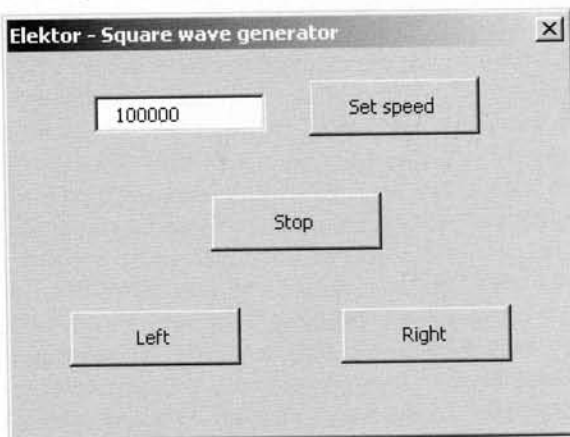 Elektor - Square wave generator
100000
Set speed
Stop
Left
Right